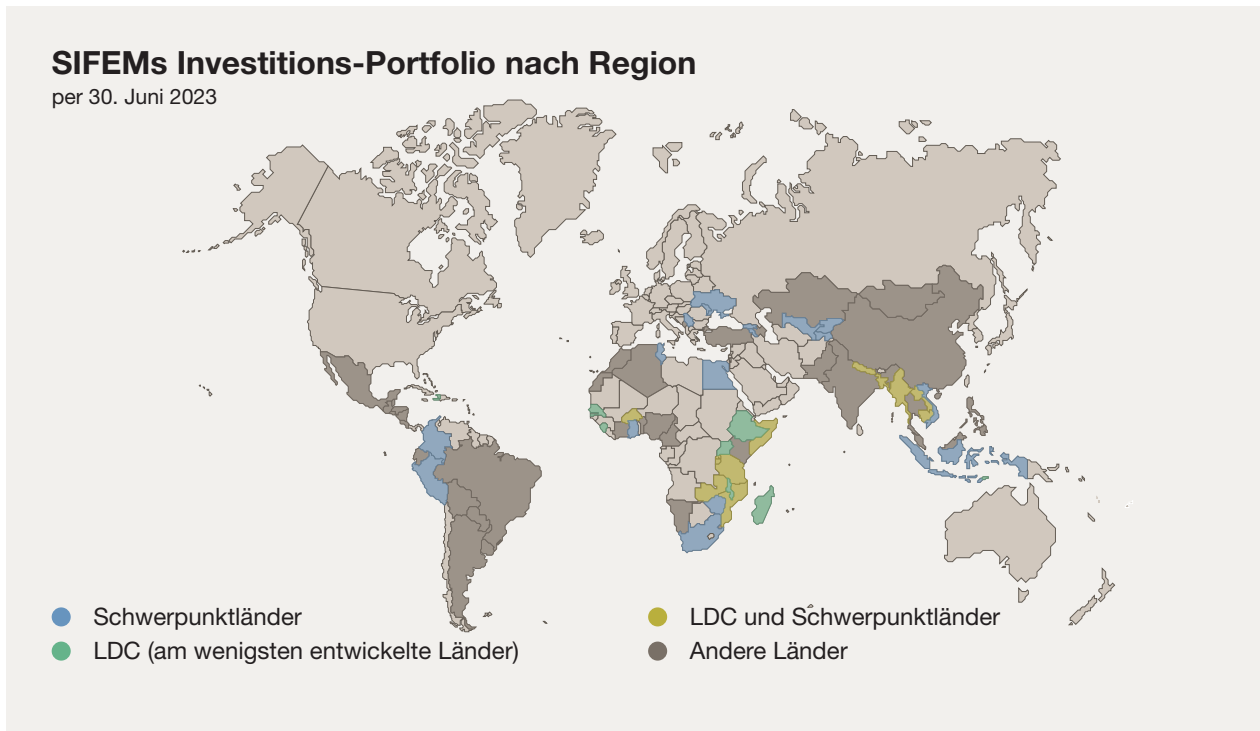 SIFEMs Investitions-Portfolio nach Region
per 30. Juni 2023
Schwerpunktländer
LDC (am wenigsten entwickelte Länder)
LDC und Schwerpunktländer
Andere Länder